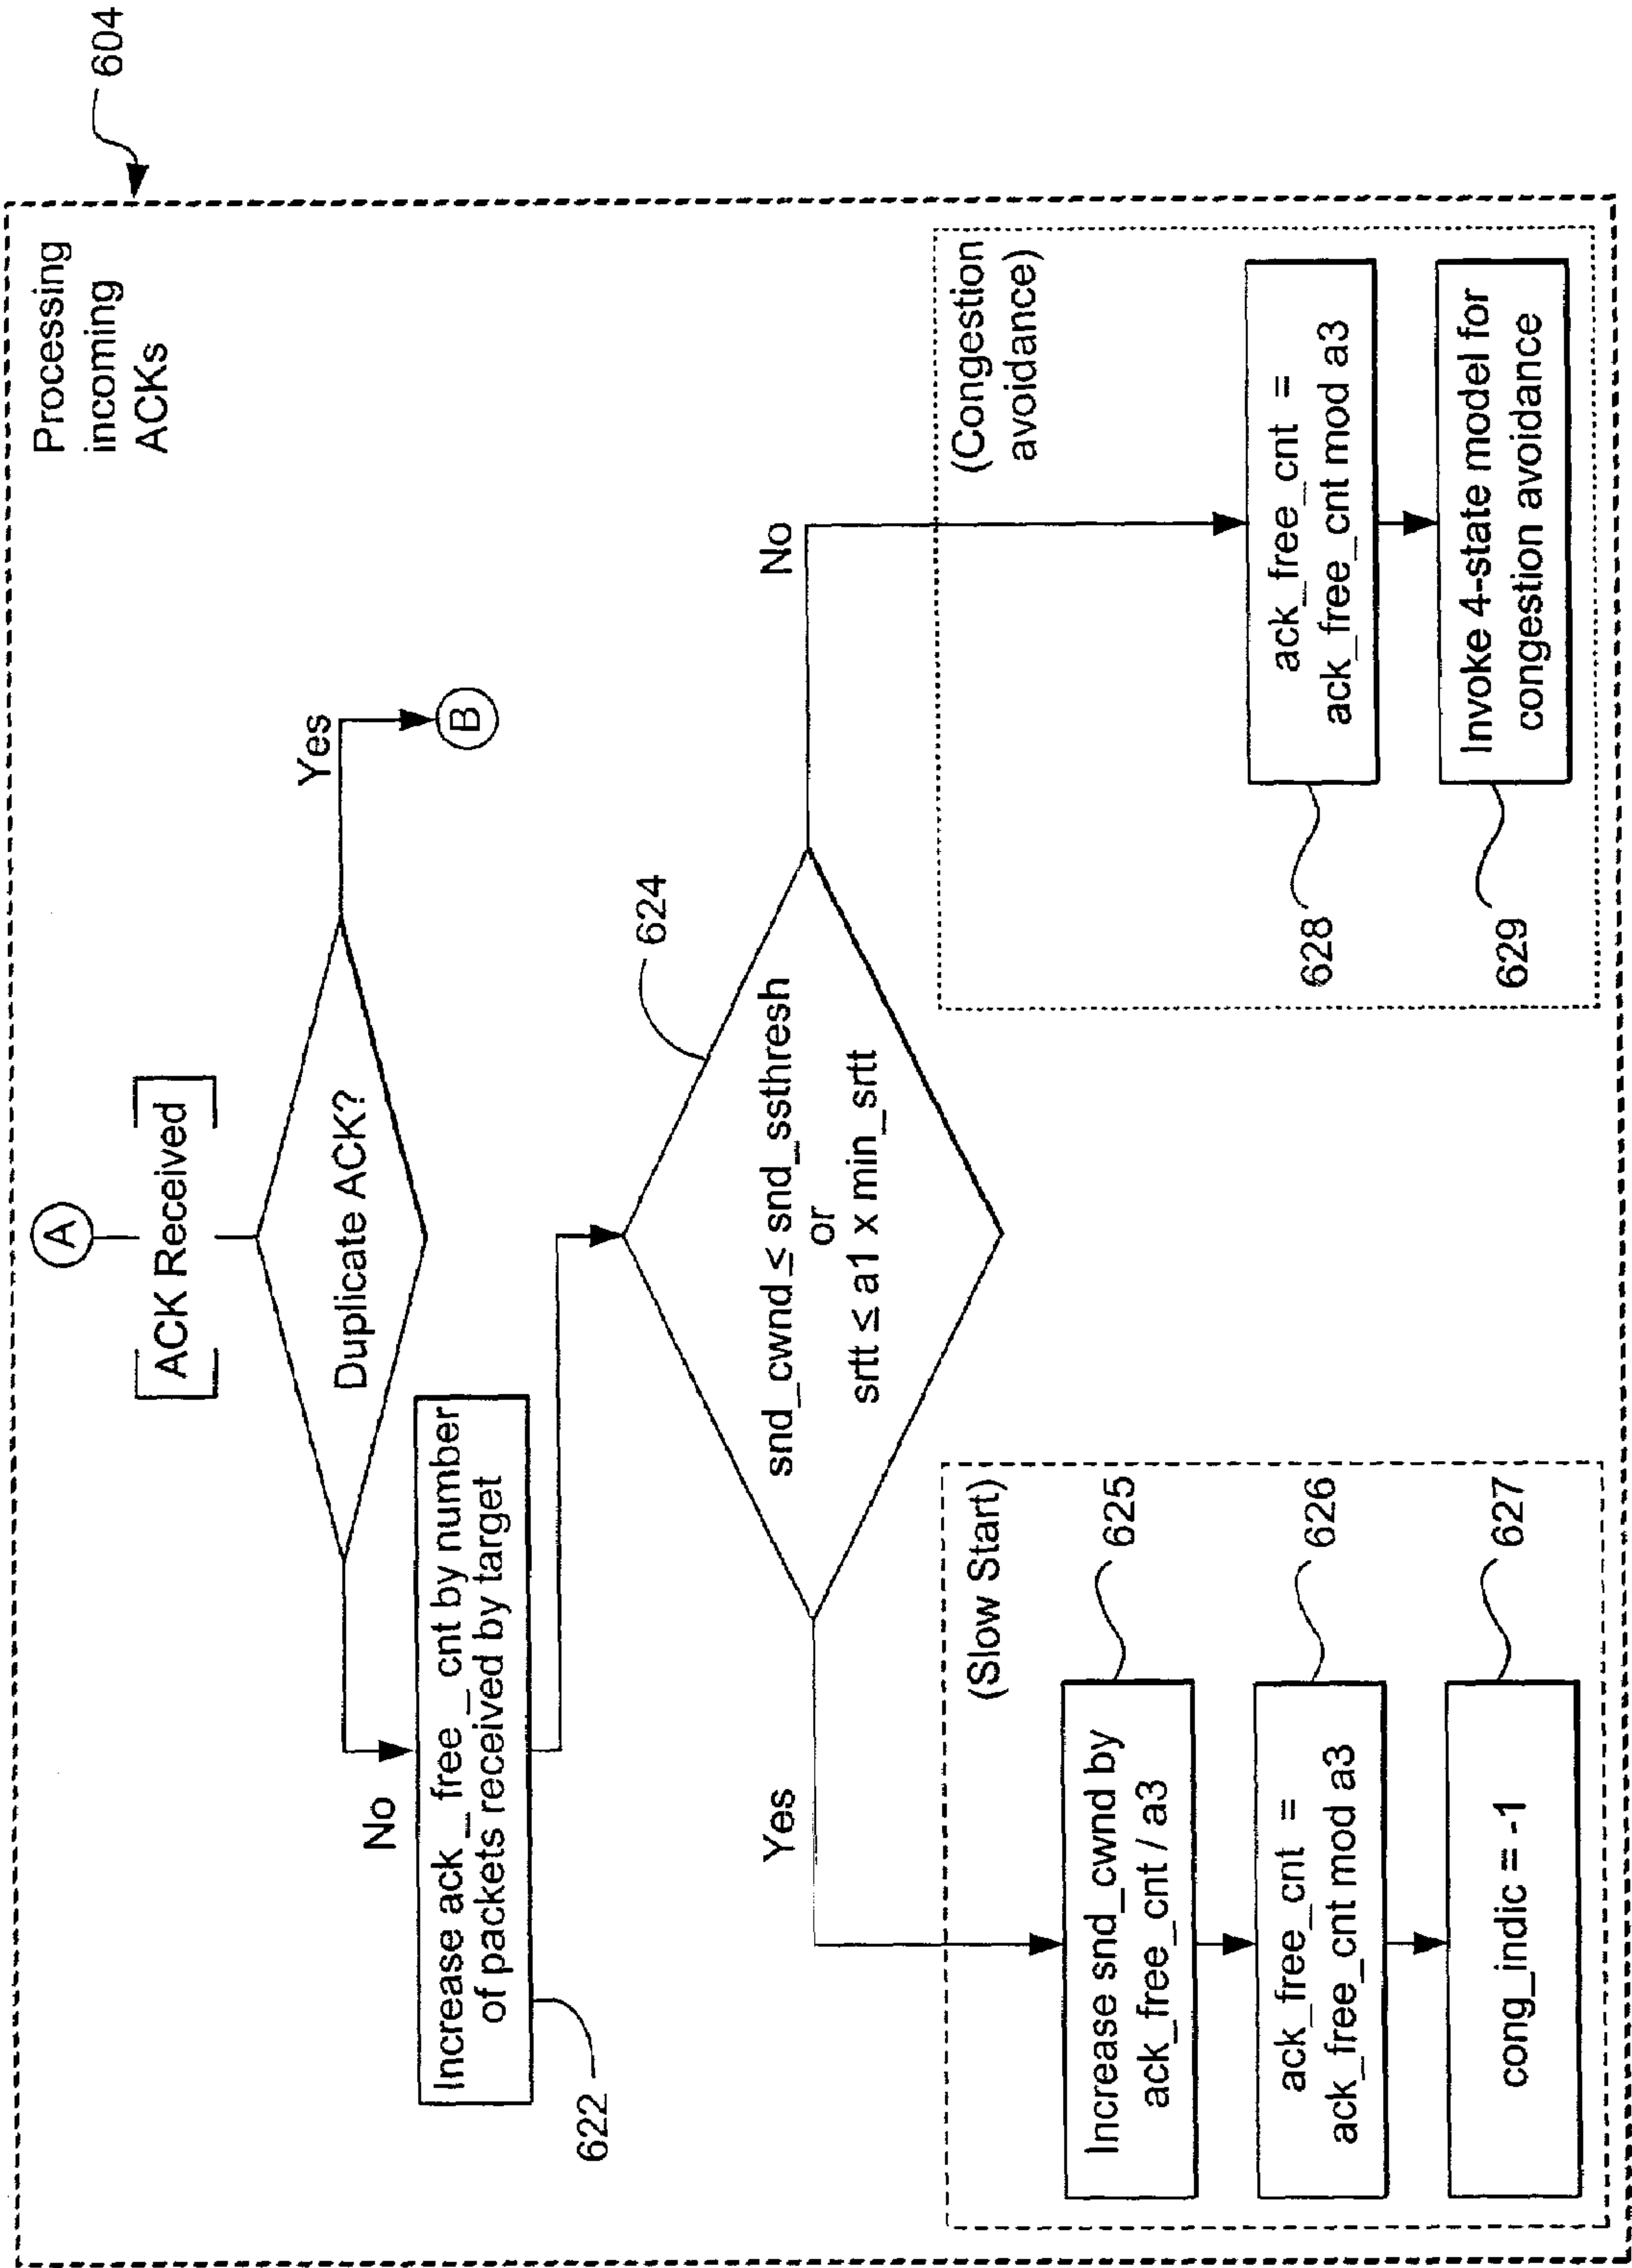 604
Processing
incoming
ACKs
A
ACK Received
Duplicate ACK?
Yes
B
No
Increase ack_free_cnt by number
of packets received by target
622
624
snd_cwnd ≤ snd_ssthresh
or
srtt ≤ a1 x min_srtt
Yes
No
(Slow Start)
Increase snd_cwnd by
ack_free_cnt / a3
625
ack_free_cnt =
ack_free_cnt mod a3
626
cong_indic = -1
627
(Congestion
avoidance)
ack_free_cnt =
ack_free_cnt mod a3
628
Invoke 4-state model for
congestion avoidance
629